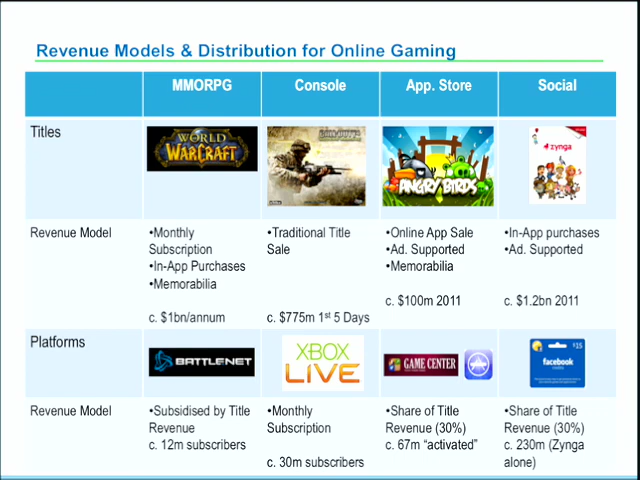 Revenue Models & Distribution for Online Gaming
MMORPG
Console
App. Store
Social
Titles
WORLD
WARCRAFT
ANGRY BIRDS
zynga
Revenue Model
•Monthly
Subscription
•In-App Purchases
•Memorabilia
c. $1bn/annum
•Traditional Title
Sale
c. $775m 1st 5 Days
•Online App Sale
•Ad. Supported
•Memorabilia
c. $100m 2011
•In-App purchases
•Ad. Supported
c. $1.2bn 2011
Platforms
BATTLE.NET
XBOX
LIVE
GAME CENTER
$15
facebook
Revenue Model
•Subsidised by Title
Revenue
c. 12m subscribers
•Monthly
Subscription
c. 30m subscribers
•Share of Title
Revenue (30%)
c. 67m “activated”
•Share of Title
Revenue (30%)
c. 230m (Zynga
alone)